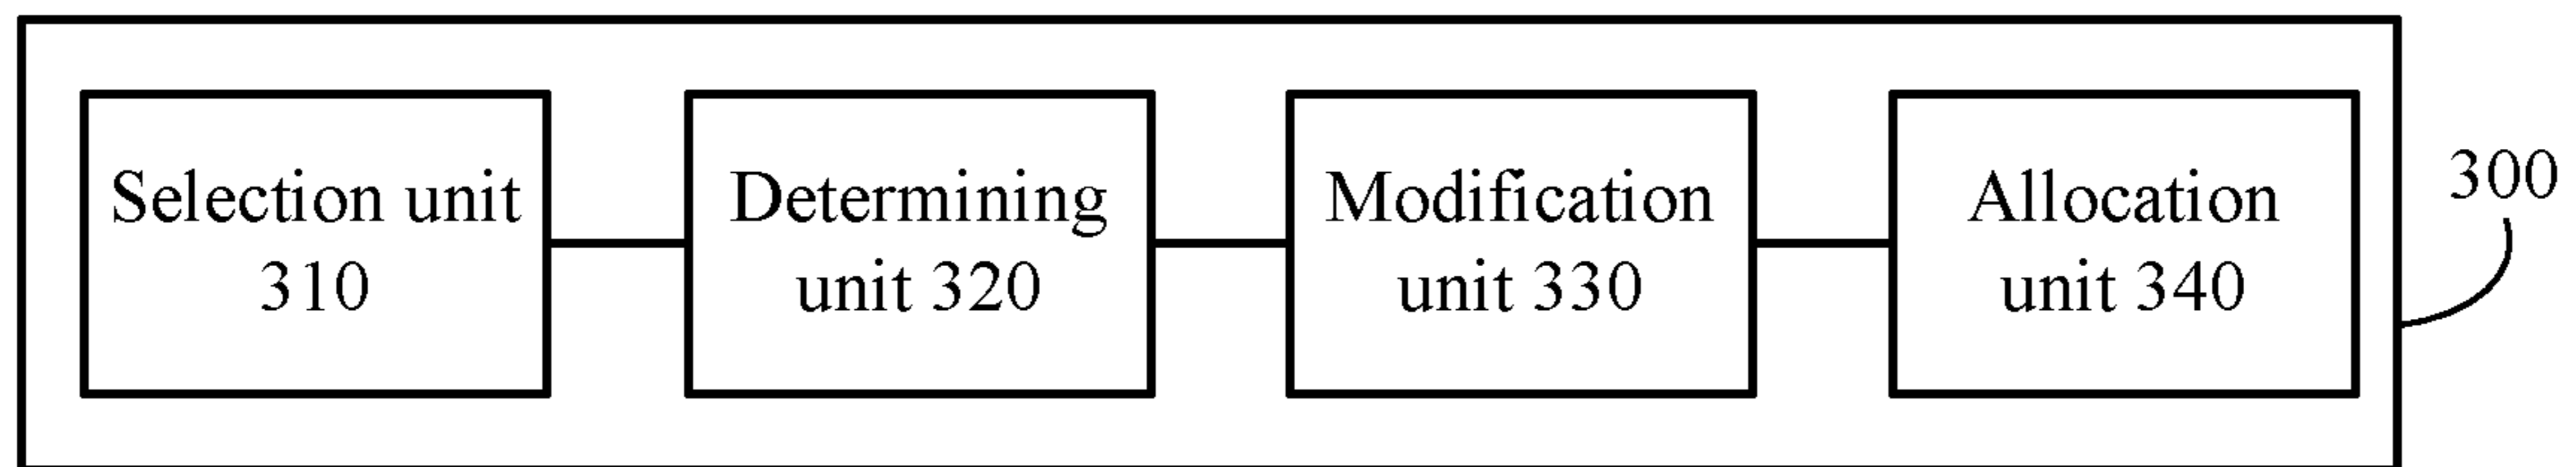 Selection unit
310
Determining
unit 320
Modification
unit 330
Allocation
unit 340
300